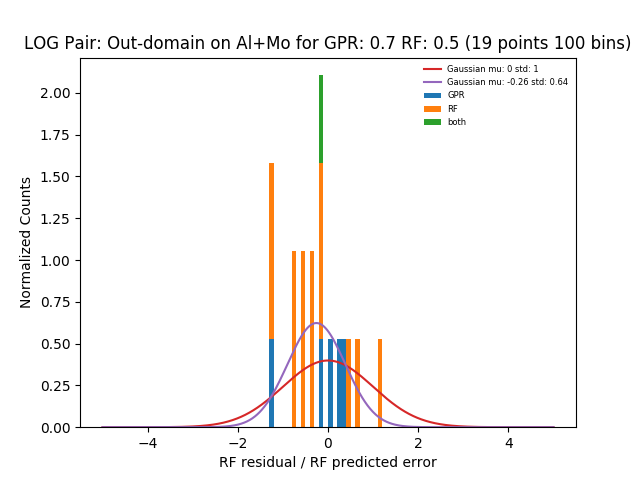 LOG Pair: Out-domain on Al+Mo for GPR: 0.7 RF: 0.5 (19 points 100 bins)
Gaussian mu: 0 std: 1
Gaussian mu: -0.26 std: 0.64
GPR
RF
both
Normalized Counts
2.00
1.75
1.50
1.25
1.00
0.75
0.50
0.25
0.00
−4
−2
0
2
4
RF residual / RF predicted error